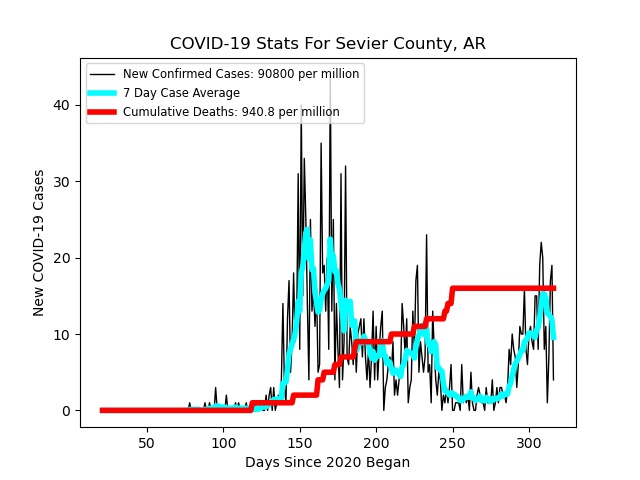 COVID-19 Stats For Sevier County, AR
New Confirmed Cases: 90800 per million
7 Day Case Average
Cumulative Deaths: 940.8 per million
New COVID-19 Cases
40
30
20
10
0
50 100 150 200 250 300
Days Since 2020 Began